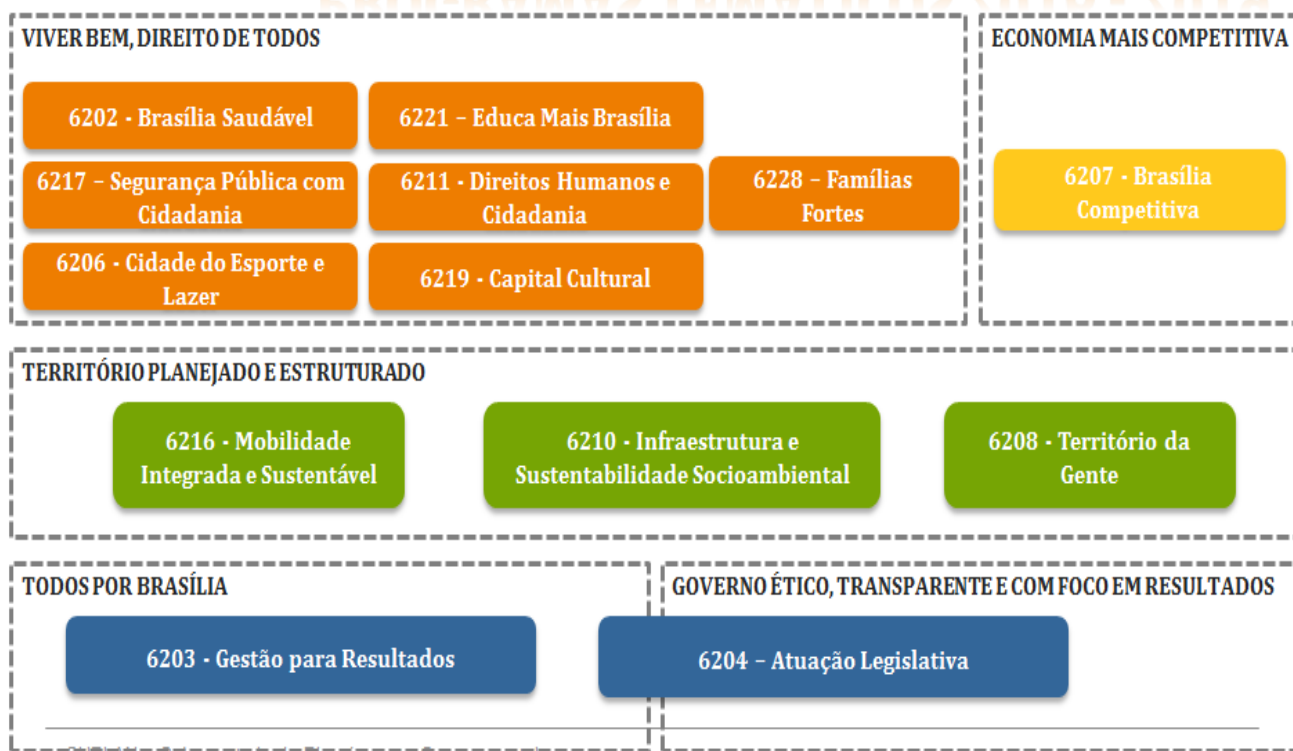 VIVER BEM, DIREITO DE TODOS
6202 - Brasília Saudável
6221 – Educa Mais Brasília
6217 – Segurança Pública com
Cidadania
6211 - Direitos Humanos e
Cidadania
6228 – Famílias
Fortes
6206 - Cidade do Esporte e
Lazer
6219 - Capital Cultural
ECONOMIA MAIS COMPETITIVA
6207 - Brasília
Competitiva
TERRITÓRIO PLANEJADO E ESTRUTURADO
6216 - Mobilidade
Integrada e Sustentável
6210 - Infraestrutura e
Sustentabilidade Socioambiental
6208 - Território da
Gente
TODOS POR BRASÍLIA
6203 - Gestão para Resultados
GOVERNO ÉTICO, TRANSPARENTE E COM FOCO EM RESULTADOS
6204 – Atuação Legislativa